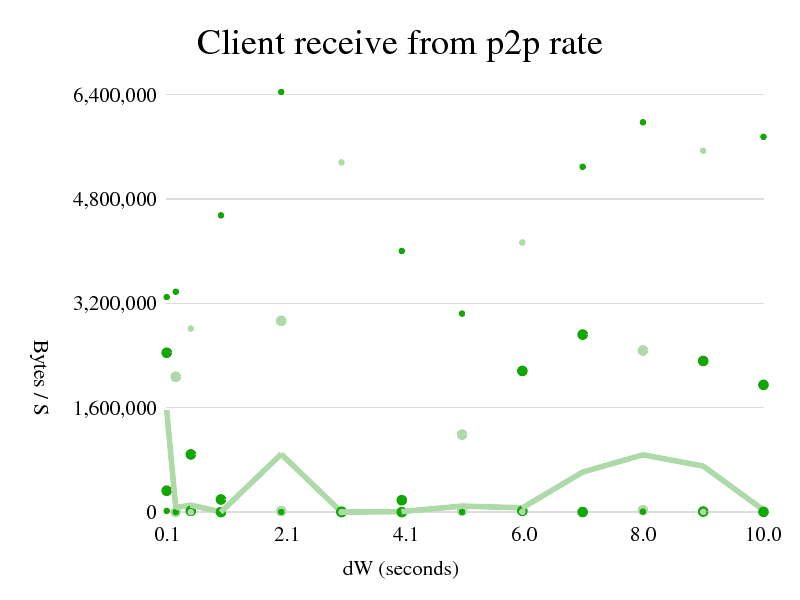 Client receive from p2p rate
6,400,000
4,800,000
3,200,000
1,600,000
0
Bytes / S
0.1 2.1 4.1 6.0 8.0 10.0
dW (seconds)